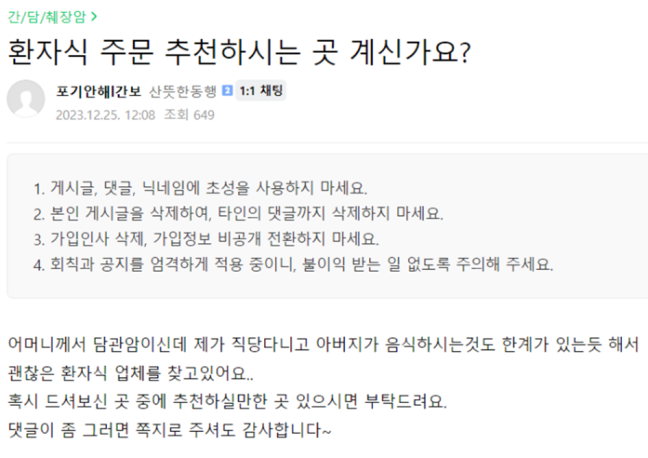 간/담/췌장암 >
환자식 주문 추천하시는 곳 계신가요?
포기안해I간보 산뜻한동행 2 1:1 채팅
2023.12.25. 12:08 조회 649
1. 게시글, 댓글, 닉네임에 초성을 사용하지 마세요.
2. 본인 게시글을 삭제하여, 타인의 댓글까지 삭제하지 마세요.
3. 가입인사 삭제, 가입정보 비공개 전환하지 마세요.
4. 회칙과 공지를 엄격하게 적용 중이니, 불이익 받는 일 없도록 주의해 주세요.
어머니께서 담관암이신데 제가 직당다니고 아버지가 음식하시는것도 한계가 있는듯 해서
괜찮은 환자식 업체를 찾고있어요..
혹시 드셔보신 곳 중에 추천하실만한 곳 있으시면 부탁드려요.
댓글이 좀 그러면 쪽지로 주셔도 감사합니다~